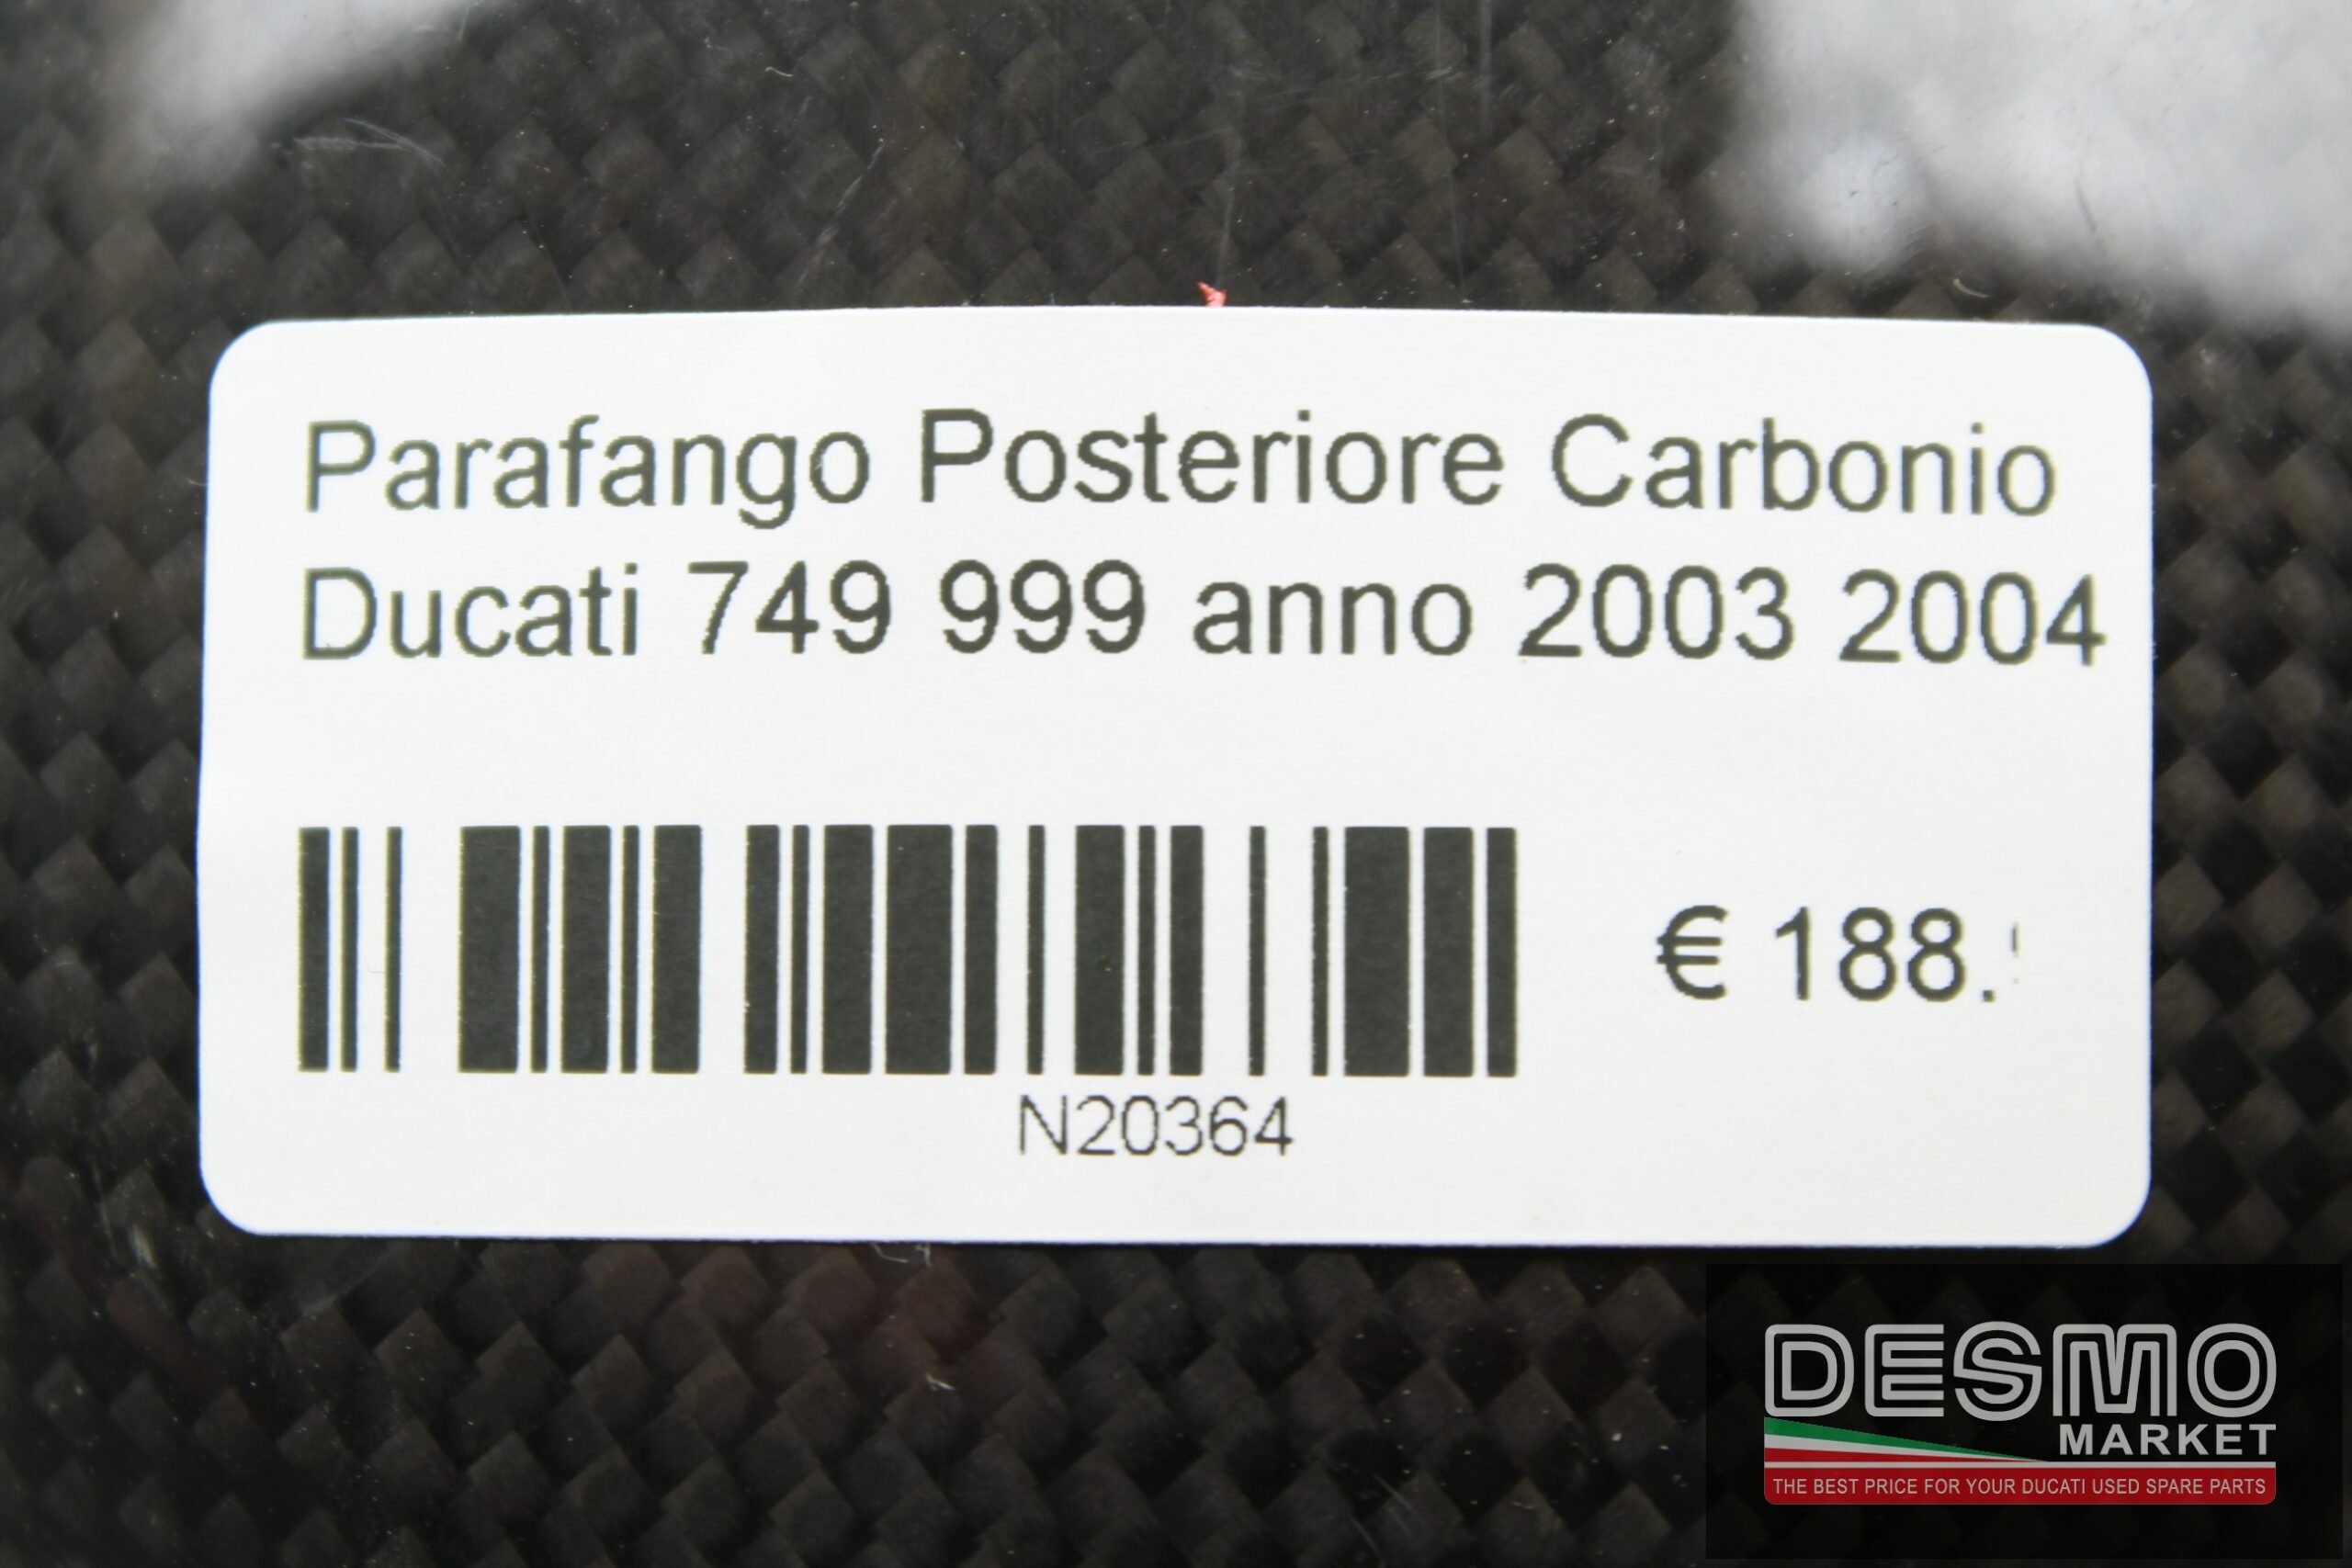 Parafango Posteriore Carbonio
Ducati 749 999 anno 2003 2004
€ 188.
N20364
DESMO
MARKET
THE BEST PRICE FOR YOUR DUCATI USED SPARE PARTS